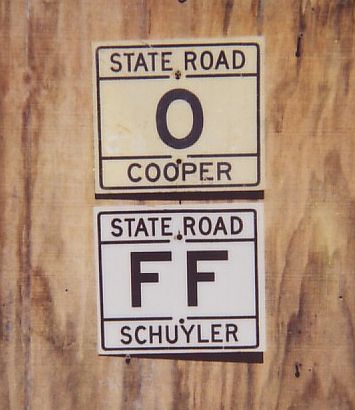 STATE ROAD
O
COOPER
STATE ROAD
FF
SCHUYLER